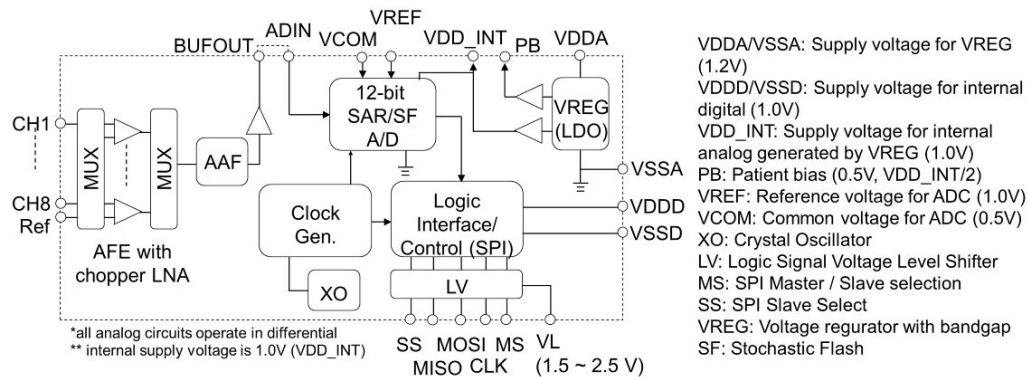 BUFOUT
ADIN
VCOM
VREF
VDD_INT
PB
VDDA
CH1
CH8
Ref
MUX
MUX
AAF
AFE with
chopper LNA
12-bit
SAR/SF
A/D
VREG
(LDO)
VSSA
VDDD
VSSD
Clock
Gen.
Logic
Interface/
Control (SPI)
XO
LV
SS
MISO
MOSI
CLK
MS
VL
(1.5 ~ 2.5 V)
*all analog circuits operate in differential
** internal supply voltage is 1.0V (VDD_INT)
VDDA/VSSA: Supply voltage for VREG
(1.2V)
VDDD/VSSD: Supply voltage for internal
digital (1.0V)
VDD_INT: Supply voltage for internal
analog generated by VREG (1.0V)
PB: Patient bias (0.5V, VDD_INT/2)
VREF: Reference voltage for ADC (1.0V)
VCOM: Common voltage for ADC (0.5V)
XO: Crystal Oscillator
LV: Logic Signal Voltage Level Shifter
MS: SPI Master / Slave selection
SS: SPI Slave Select
VREG: Voltage regurator with bandgap
SF: Stochastic Flash